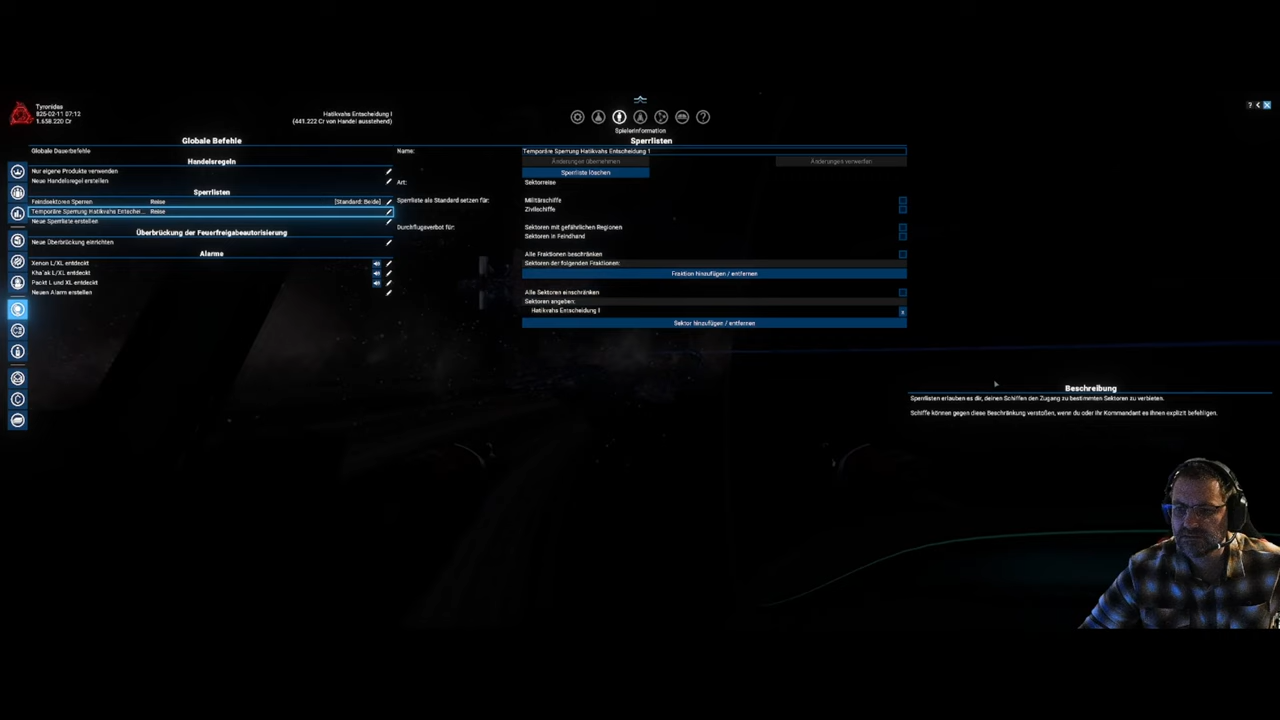 Tyronidea
825-02-11 07:12
1.658.220 Cr
Hatikvahs Entscheidung I
(441.222 Cr von Handel ausstehend)
Spielerinformation
? <
Globale Befehle
Globale Dauerbefehle
Handelsregeln
Nur eigene Produkte verwenden
Neue Handelsregel erstellen
Sperrlisten
Feindsektoren Sperren Reise [Standard: Beide]
Temporäre Sperrung Hatikvahs Entschei... Reise
Neue Sperrliste erstellen
Überbrückung der Feuerfreigabeautorisierung
Neue Überbrückung einrichten
Alarme
Xenon L/XL entdeckt
Kha'ak L/XL entdeckt
Packt L und XL entdeckt
Neuen Alarm erstellen
Sperrlisten
Name: Temporäre Sperrung Hatikvahs Entscheidung 1
Änderungen übernehmen Änderungen verwerfen
Sperrliste löschen
Art: Sektorreise
Sperrliste als Standard setzen für: Militärschiffe
Zivilschiffe
Durchflugsverbot für: Sektoren mit gefährlichen Regionen
Sektoren in Feindhand
Alle Fraktionen beschränken
Sektoren der folgenden Fraktionen:
Fraktion hinzufügen / entfernen
Alle Sektoren einschränken
Sektoren angeben:
Hatikvahs Entscheidung I x
Sektor hinzufügen / entfernen
Beschreibung
Sperrlisten erlauben es dir, deinen Schiffen den Zugang zu bestimmten Sektoren zu verbieten.
Schiffe können gegen diese Beschränkung verstoßen, wenn du oder ihr Kommandant es ihnen explizit befehligen.